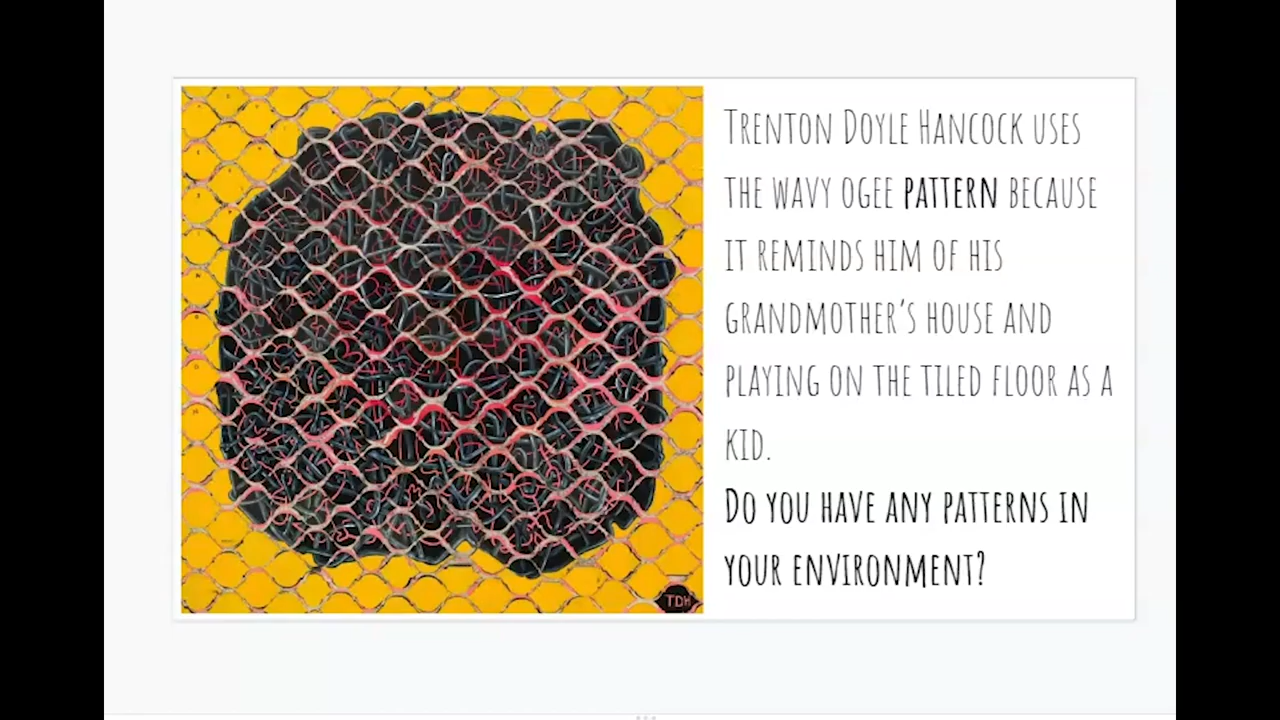 TRENTON DOYLE HANCOCK USES
THE WAVY OGEE PATTERN BECAUSE
IT REMINDS HIM OF HIS
GRANDMOTHER'S HOUSE AND
PLAYING ON THE TILED FLOOR AS A
KID.
DO YOU HAVE ANY PATTERNS IN
YOUR ENVIRONMENT?
TDH